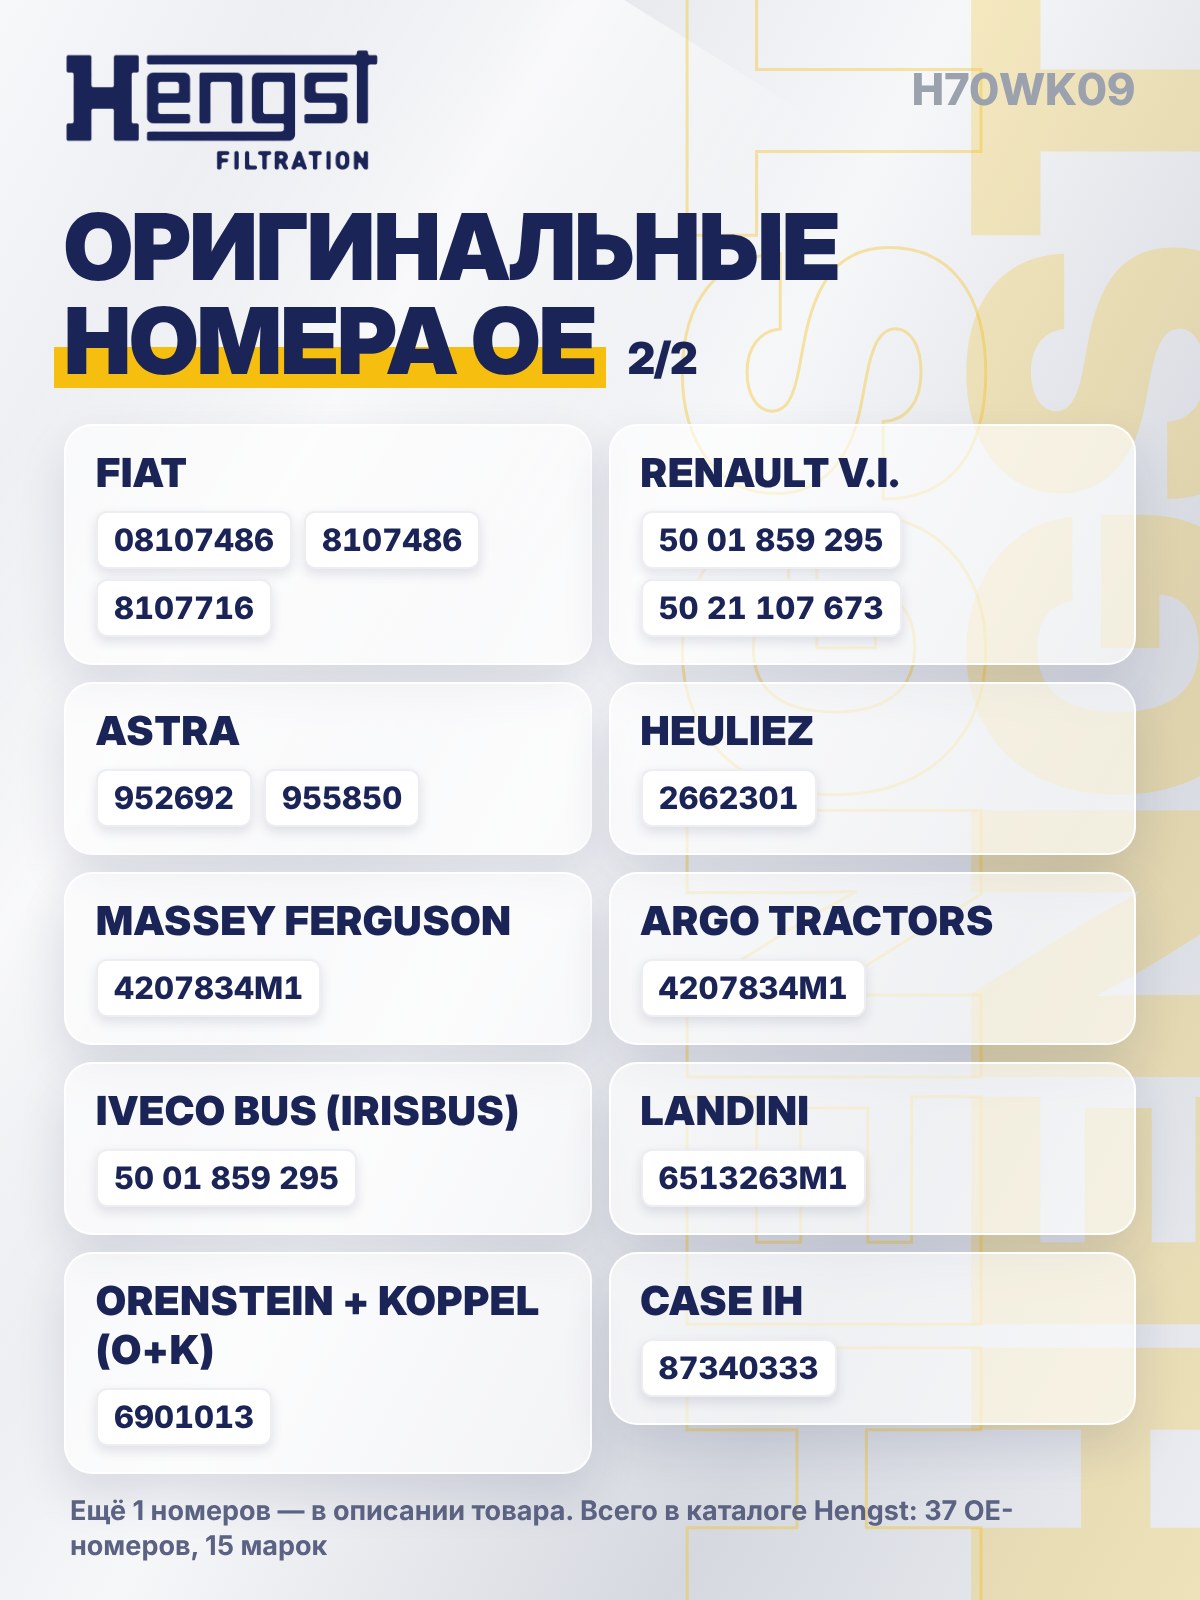 Hengst
FILTRATION
H70WK09
ОРИГИНАЛЬНЫЕ
НОМЕРА OE 2/2
FIAT
08107486 8107486
8107716
RENAULT V.I.
50 01 859 295
50 21 107 673
ASTRA
952692 955850
HEULIEZ
2662301
MASSEY FERGUSON
4207834M1
ARGO TRACTORS
4207834M1
IVECO BUS (IRISBUS)
50 01 859 295
LANDINI
6513263M1
ORENSTEIN + KOPPEL
(O+K)
6901013
CASE IH
87340333
Ещё 1 номеров — в описании товара. Всего в каталоге Hengst: 37 OE-
номеров, 15 марок
HENGST